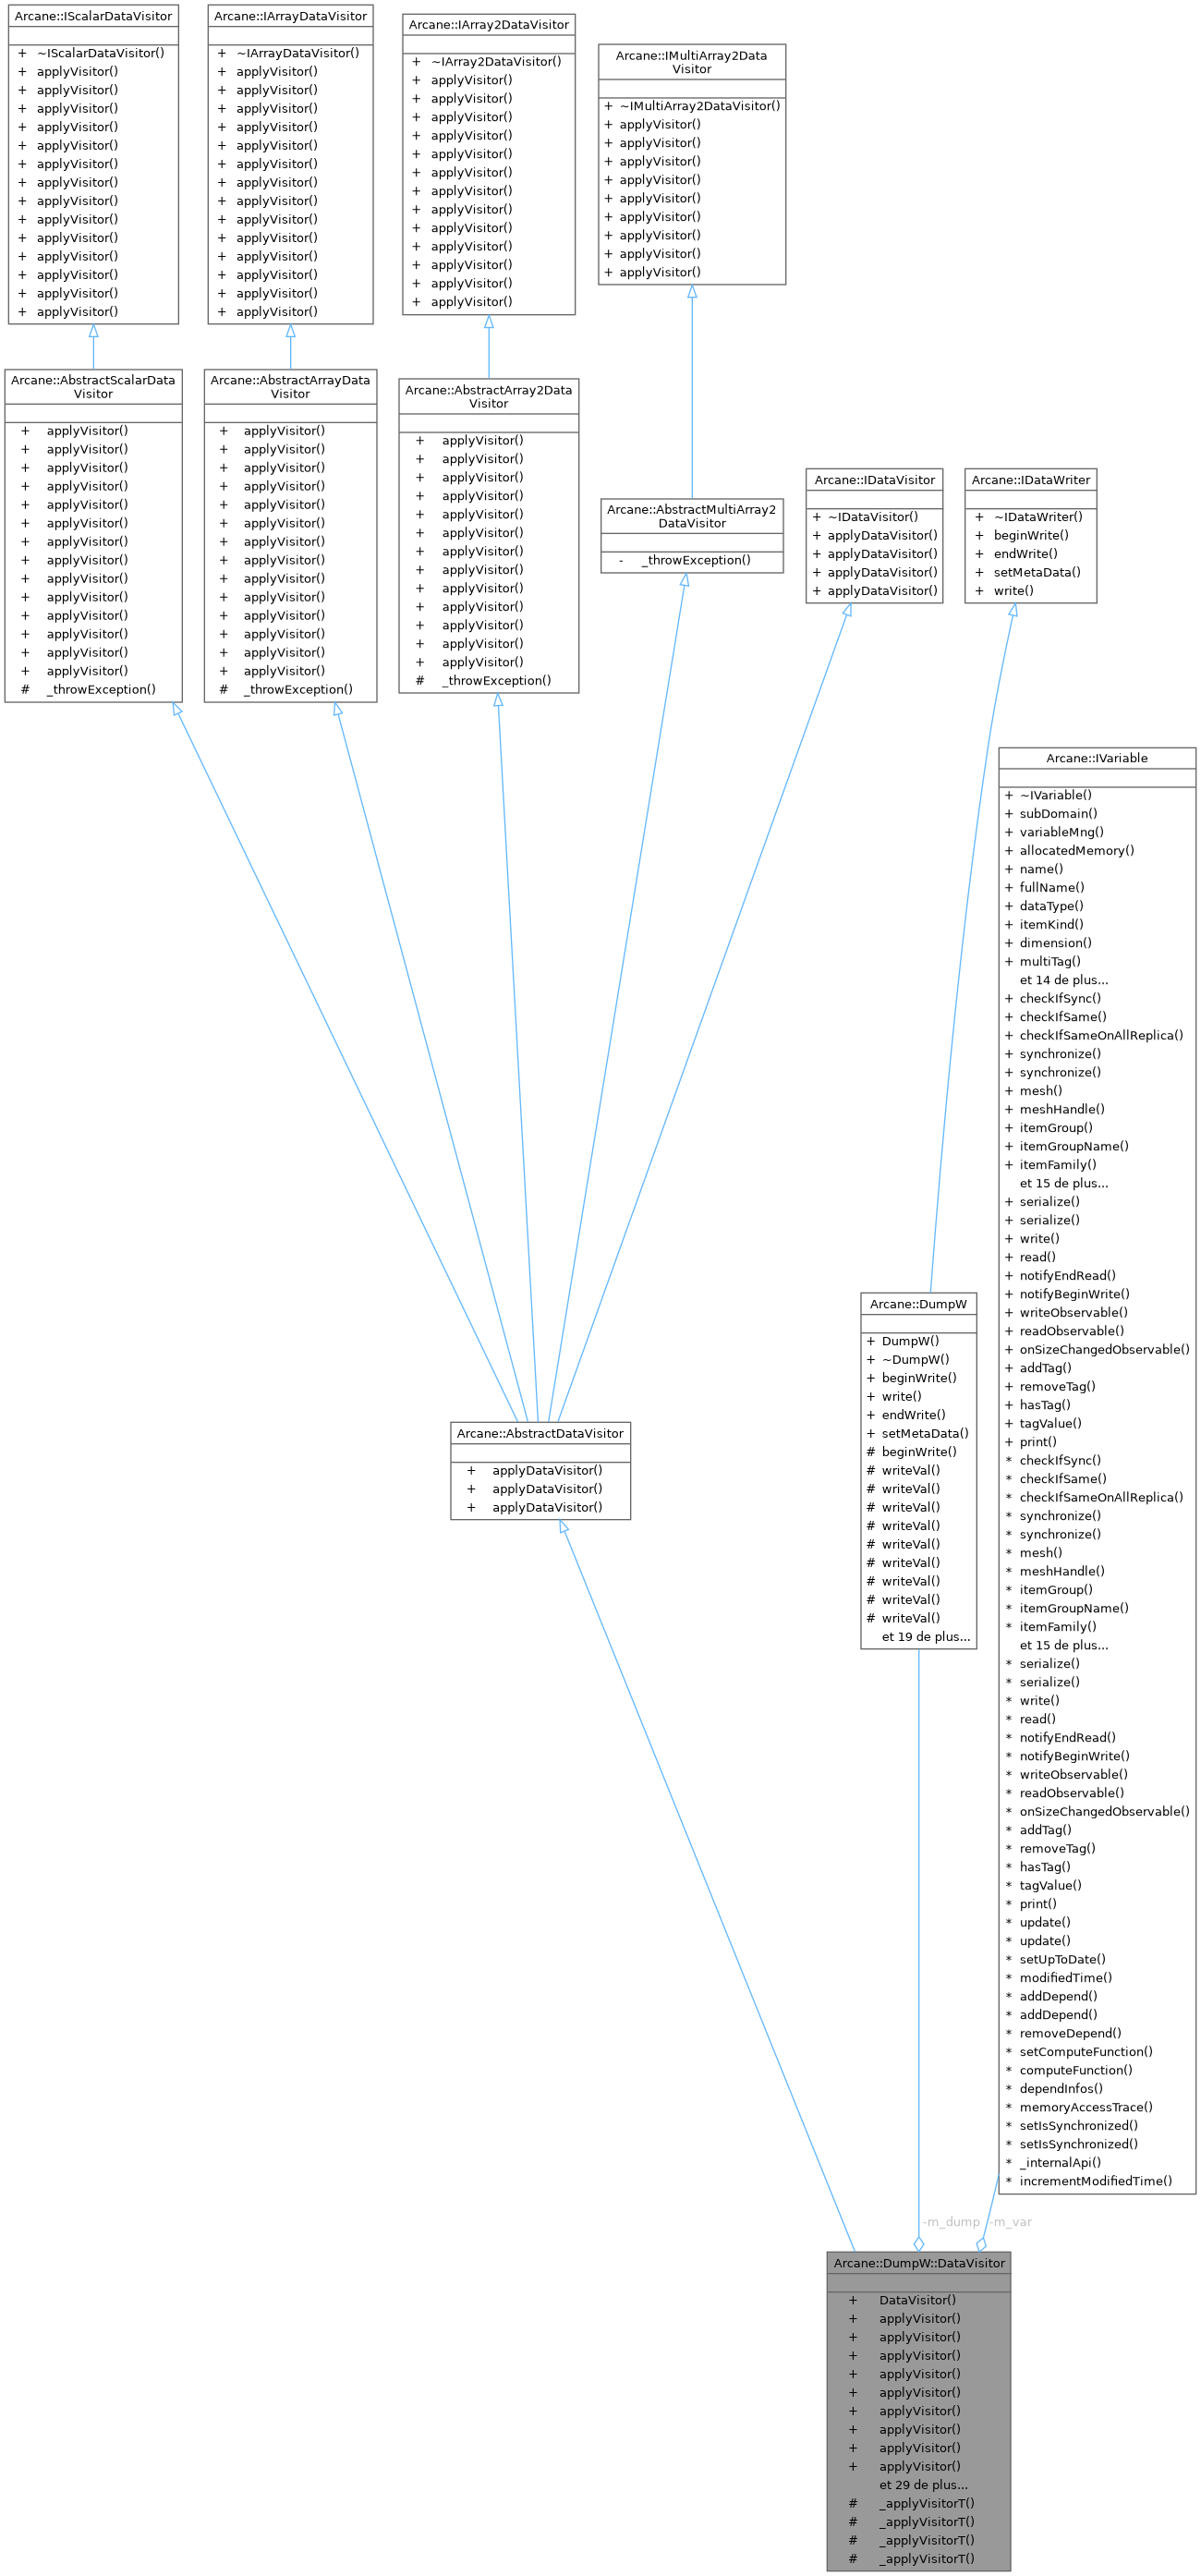 Arcane::IScalarDataVisitor
+ ~IScalarDataVisitor()
+ applyVisitor()
+ applyVisitor()
+ applyVisitor()
+ applyVisitor()
+ applyVisitor()
+ applyVisitor()
+ applyVisitor()
+ applyVisitor()
+ applyVisitor()
+ applyVisitor()
+ applyVisitor()
+ applyVisitor()
+ applyVisitor()
+ applyVisitor()
Arcane::IArrayDataVisitor
+ ~IArrayDataVisitor()
+ applyVisitor()
+ applyVisitor()
+ applyVisitor()
+ applyVisitor()
+ applyVisitor()
+ applyVisitor()
+ applyVisitor()
+ applyVisitor()
+ applyVisitor()
+ applyVisitor()
+ applyVisitor()
+ applyVisitor()
+ applyVisitor()
+ applyVisitor()
Arcane::IArray2DataVisitor
+ ~IArray2DataVisitor()
+ applyVisitor()
+ applyVisitor()
+ applyVisitor()
+ applyVisitor()
+ applyVisitor()
+ applyVisitor()
+ applyVisitor()
+ applyVisitor()
+ applyVisitor()
+ applyVisitor()
+ applyVisitor()
+ applyVisitor()
+ applyVisitor()
Arcane::IMultiArray2Data
Visitor
+ ~IMultiArray2DataVisitor()
+ applyVisitor()
+ applyVisitor()
+ applyVisitor()
+ applyVisitor()
+ applyVisitor()
+ applyVisitor()
+ applyVisitor()
+ applyVisitor()
+ applyVisitor()
Arcane::AbstractScalarData
Visitor
+ applyVisitor()
+ applyVisitor()
+ applyVisitor()
+ applyVisitor()
+ applyVisitor()
+ applyVisitor()
+ applyVisitor()
+ applyVisitor()
+ applyVisitor()
+ applyVisitor()
+ applyVisitor()
+ applyVisitor()
+ applyVisitor()
+ applyVisitor()
# _throwException()
Arcane::AbstractArrayData
Visitor
+ applyVisitor()
+ applyVisitor()
+ applyVisitor()
+ applyVisitor()
+ applyVisitor()
+ applyVisitor()
+ applyVisitor()
+ applyVisitor()
+ applyVisitor()
+ applyVisitor()
+ applyVisitor()
+ applyVisitor()
+ applyVisitor()
+ applyVisitor()
# _throwException()
Arcane::AbstractArray2Data
Visitor
+ applyVisitor()
+ applyVisitor()
+ applyVisitor()
+ applyVisitor()
+ applyVisitor()
+ applyVisitor()
+ applyVisitor()
+ applyVisitor()
+ applyVisitor()
+ applyVisitor()
+ applyVisitor()
+ applyVisitor()
+ applyVisitor()
# _throwException()
Arcane::AbstractMultiArray2
DataVisitor
- _throwException()
Arcane::IDataVisitor
+ ~IDataVisitor()
+ applyDataVisitor()
+ applyDataVisitor()
+ applyDataVisitor()
+ applyDataVisitor()
Arcane::IDataWriter
+ ~IDataWriter()
+ beginWrite()
+ endWrite()
+ setMetaData()
+ write()
Arcane::IVariable
+ ~IVariable()
+ subDomain()
+ variableMng()
+ allocatedMemory()
+ name()
+ fullName()
+ dataType()
+ itemKind()
+ dimension()
+ multiTag()
et 14 de plus...
+ checkIfSync()
+ checkIfSame()
+ checkIfSameOnAllReplica()
+ synchronize()
+ synchronize()
+ mesh()
+ meshHandle()
+ itemGroup()
+ itemGroupName()
+ itemFamily()
et 15 de plus...
+ serialize()
+ serialize()
+ write()
+ read()
+ notifyEndRead()
+ notifyBeginWrite()
+ writeObservable()
+ readObservable()
+ onSizeChangedObservable()
+ addTag()
+ removeTag()
+ hasTag()
+ tagValue()
+ print()
* checkIfSync()
* checkIfSame()
* checkIfSameOnAllReplica()
* synchronize()
* synchronize()
* mesh()
* meshHandle()
* itemGroup()
* itemGroupName()
* itemFamily()
et 15 de plus...
* serialize()
* serialize()
* write()
* read()
* notifyEndRead()
* notifyBeginWrite()
* writeObservable()
* readObservable()
* onSizeChangedObservable()
* addTag()
* removeTag()
* hasTag()
* tagValue()
* print()
* update()
* update()
* setUpToDate()
* modifiedTime()
* addDepend()
* addDepend()
* removeDepend()
* setComputeFunction()
* computeFunction()
* dependInfos()
* memoryAccessTrace()
* setIsSynchronized()
* setIsSynchronized()
* _internalApi()
* incrementModifiedTime()
Arcane::DumpW
+ DumpW()
+ ~DumpW()
+ beginWrite()
+ write()
+ endWrite()
+ setMetaData()
# beginWrite()
# writeVal()
# writeVal()
# writeVal()
# writeVal()
# writeVal()
# writeVal()
# writeVal()
# writeVal()
# writeVal()
et 19 de plus...
Arcane::AbstractDataVisitor
+ applyDataVisitor()
+ applyDataVisitor()
+ applyDataVisitor()
-m_dump
-m_var
Arcane::DumpW::DataVisitor
+ DataVisitor()
+ applyVisitor()
+ applyVisitor()
+ applyVisitor()
+ applyVisitor()
+ applyVisitor()
+ applyVisitor()
+ applyVisitor()
+ applyVisitor()
+ applyVisitor()
et 29 de plus...
# _applyVisitorT()
# _applyVisitorT()
# _applyVisitorT()
# _applyVisitorT()